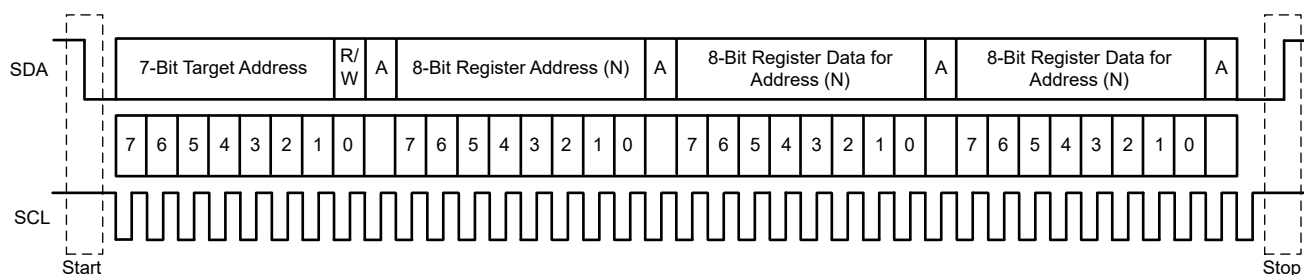 SDA
7-Bit Target Address
R/
W
A
8-Bit Register Address (N)
A
8-Bit Register Data for
Address (N)
A
8-Bit Register Data for
Address (N)
A
7 6 5 4 3 2 1 0 7 6 5 4 3 2 1 0 7 6 5 4 3 2 1 0 7 6 5 4 3 2 1 0
SCL
Start
Stop